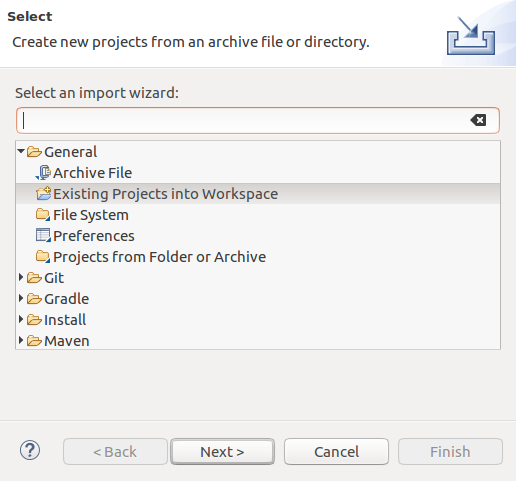 Select
Create new projects from an archive file or directory.
Select an import wizard:
General
Archive File
Existing Projects into Workspace
File System
Preferences
Projects from Folder or Archive
Git
Gradle
Install
Maven
?
< Back
Next >
Cancel
Finish